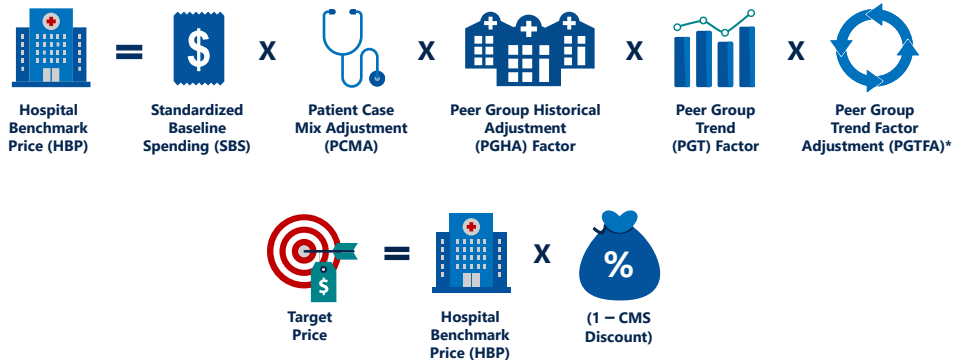 $
=
X
X
X
X
Hospital
Benchmark
Price (HBP)
Standardized
Baseline
Spending (SBS)
Patient Case
Mix Adjustment
(PCMA)
Peer Group Historical
Adjustment
(PGHA) Factor
Peer Group
Trend
(PGT) Factor
Peer Group
Trend Factor
Adjustment (PGTFA)*
$
=
X
%
Target
Price
Hospital
Benchmark
Price (HBP)
(1 – CMS
Discount)